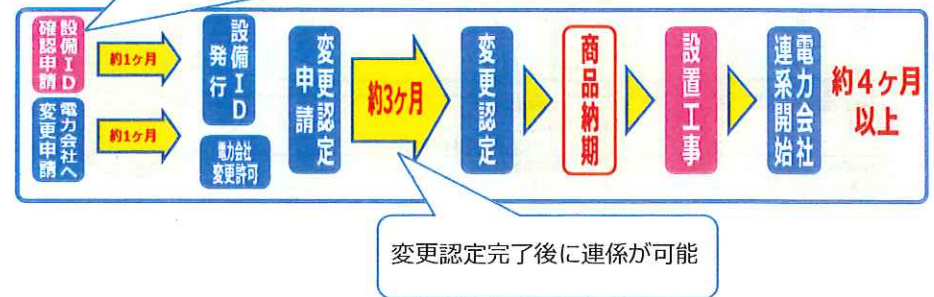 設備ID
確認申請
約1ヶ月
設備ID
発行
電力会社へ
変更申請
約1ヶ月
電力会社
変更許可
変更認定
申請
約3ヶ月
変更認定
商品納期
設置工事
電力会社
連系開始
約4ヶ月
以上
変更認定完了後に連係が可能